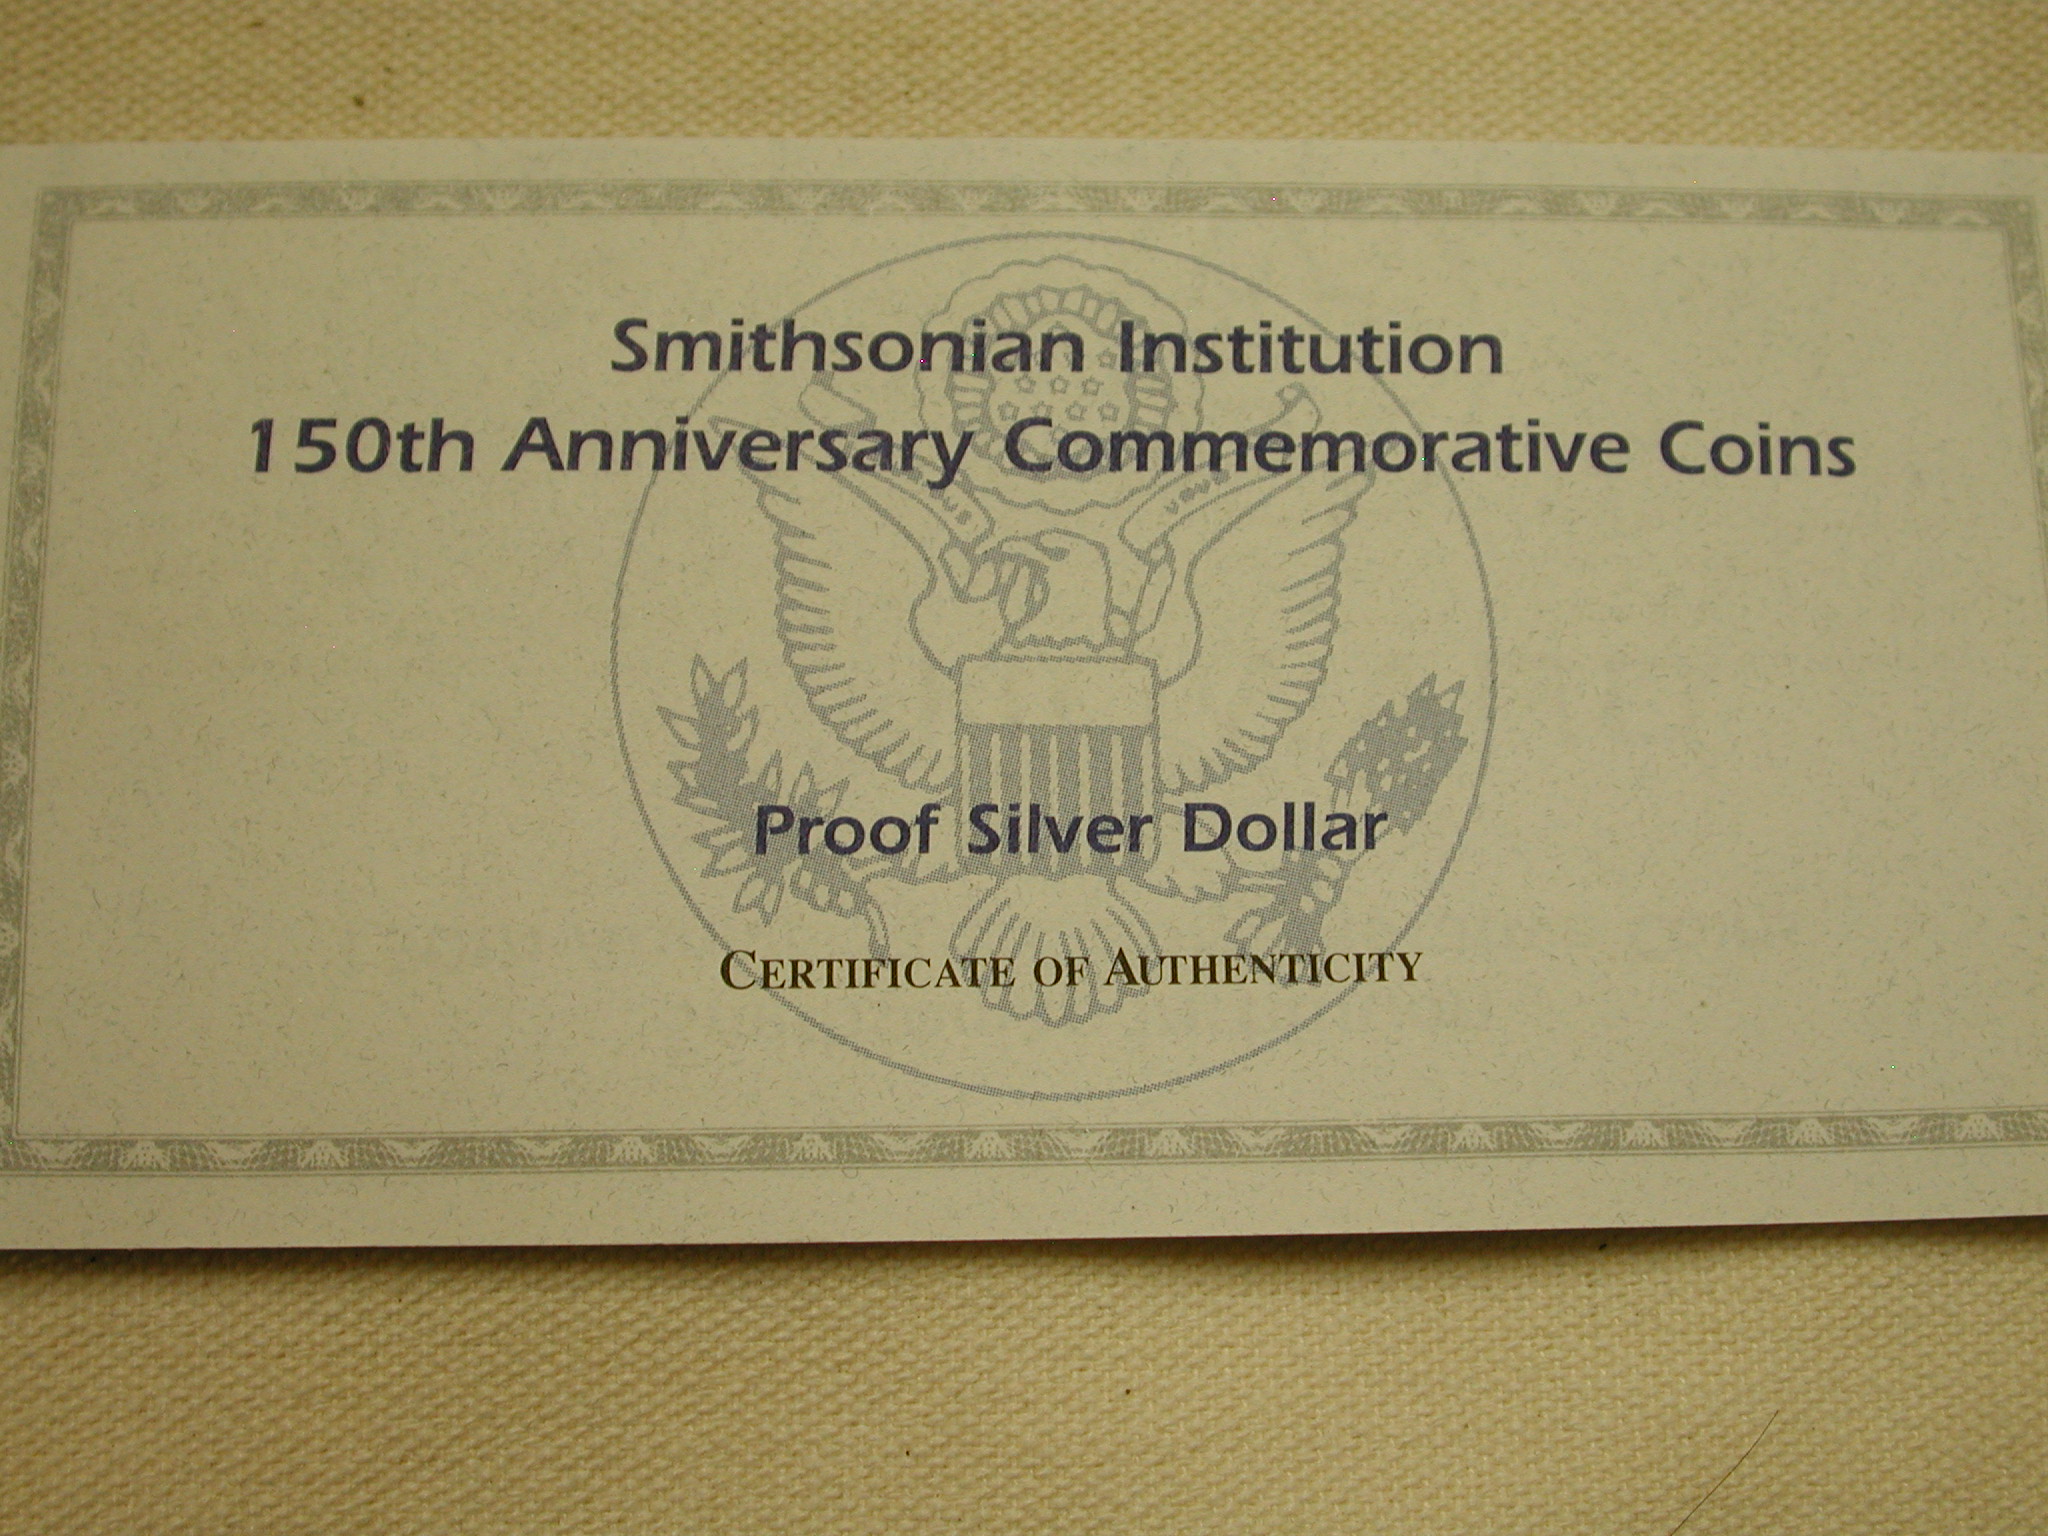 Smithsonian Institution
150th Anniversary Commemorative Coins
Proof Silver Dollar
CERTIFICATE OF AUTHENTICITY